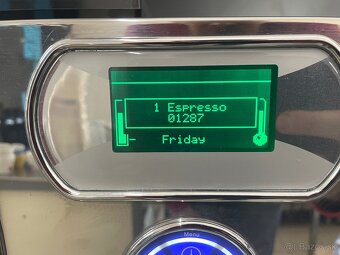 1 Espresso
01287
Friday
Menu